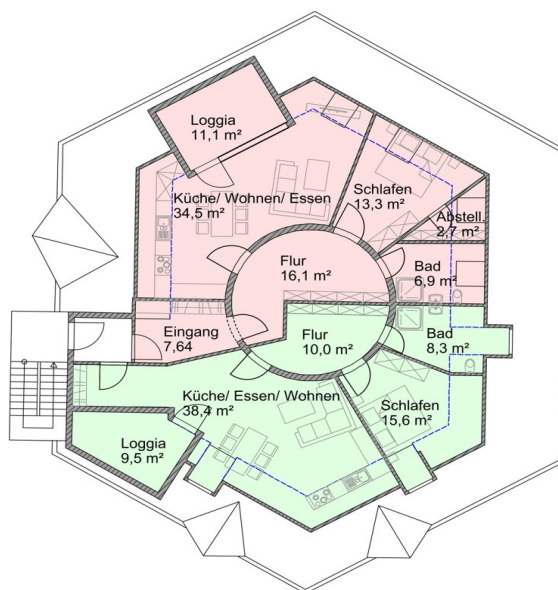 Loggia
11,1 m²
Küche/ Wohnen/ Essen
34,5 m²
Schlafen
13,3 m²
Abstell.
2,7 m²
Flur
16,1 m²
Bad
6,9 m²
Eingang
7,64
Flur
10,0 m²
Bad
8,3 m²
Küche/ Essen/ Wohnen
38,4 m²
Schlafen
15,6 m²
Loggia
9,5 m²